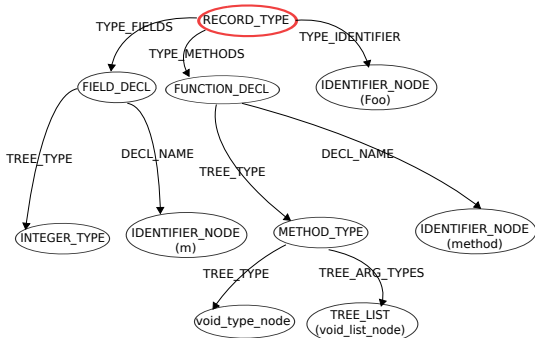 RECORD_TYPE
TYPE_FIELDS
TYPE_IDENTIFIER
TYPE_METHODS
FIELD_DECL
FUNCTION_DECL
IDENTIFIER_NODE
(Foo)
TREE_TYPE
DECL_NAME
TREE_TYPE
DECL_NAME
INTEGER_TYPE
IDENTIFIER_NODE
(m)
METHOD_TYPE
IDENTIFIER_NODE
(method)
TREE_TYPE
TREE_ARG_TYPES
void_type_node
TREE_LIST
(void_list_node)